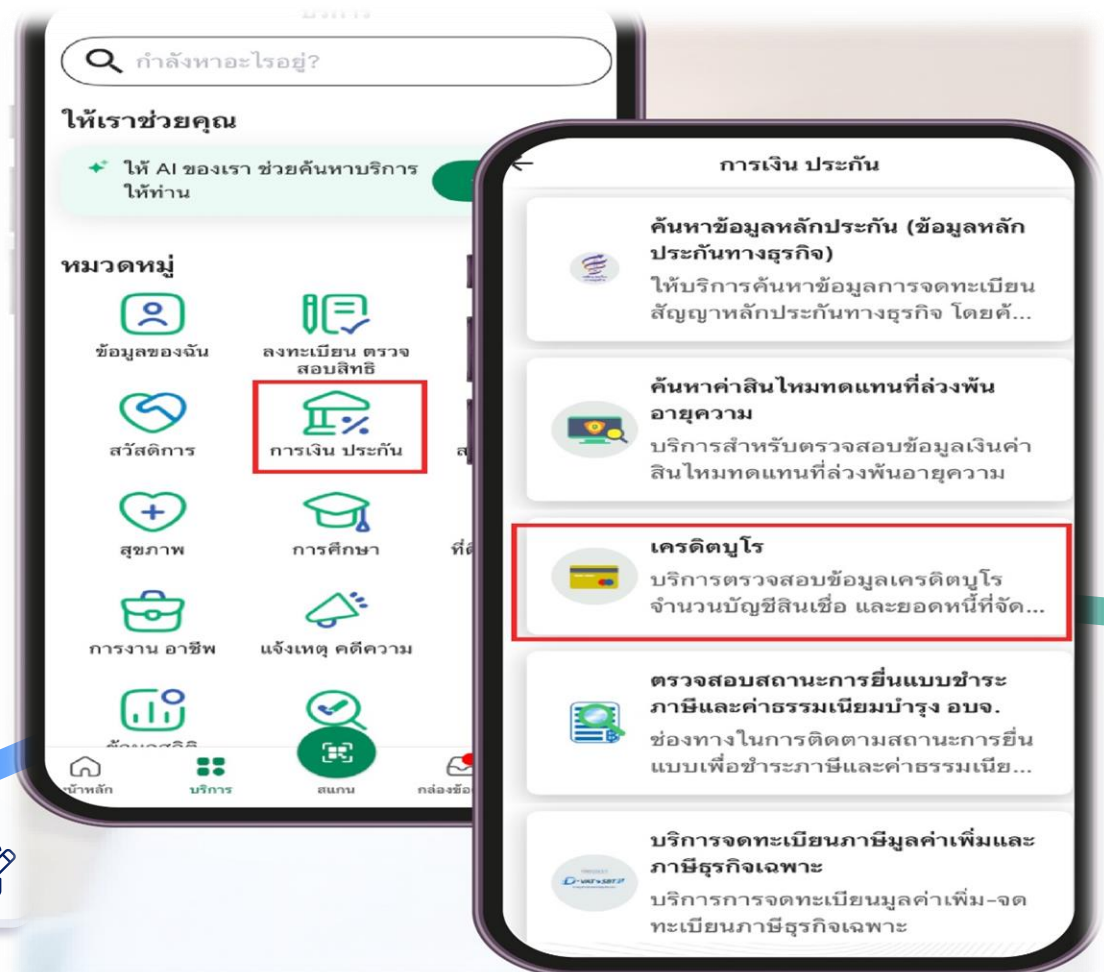 บริการ
กำลังหาอะไรอยู่?
ให้เราช่วยคุณ
ให้ AI ของเรา ช่วยค้นหาบริการ
ให้ท่าน
หมวดหมู่
ข้อมูลของฉัน
ลงทะเบียน ตรวจ
สอบสิทธิ
สวัสดิการ
การเงิน ประกัน
สุขภาพ
การศึกษา
การงาน อาชีพ
แจ้งเหตุ คดีความ
บริการ
สแกน
การเงิน ประกัน
ค้นหาข้อมูลหลักประกัน (ข้อมูลหลัก
ประกันทางธุรกิจ)
ให้บริการค้นหาข้อมูลการจดทะเบียน
สัญญาหลักประกันทางธุรกิจ โดยค้...
ค้นหาค่าสินไหมทดแทนที่ล่วงพ้น
อายุความ
บริการสำหรับตรวจสอบข้อมูลเงินค่า
สินไหมทดแทนที่ล่วงพ้นอายุความ
เครดิตบูโร
บริการตรวจสอบข้อมูลเครดิตบูโร
จำนวนบัญชีสินเชื่อ และยอดหนี้ที่จัด...
ตรวจสอบสถานะการยื่นแบบชำระ
ภาษีและค่าธรรมเนียมบำรุง อบจ.
ช่องทางในการติดตามสถานะการยื่น
แบบเพื่อชำระภาษีและค่าธรรมเนีย...
บริการจดทะเบียนภาษีมูลค่าเพิ่มและ
ภาษีธุรกิจเฉพาะ
บริการการจดทะเบียนมูลค่าเพิ่ม-จด
ทะเบียนภาษีธุรกิจเฉพาะ